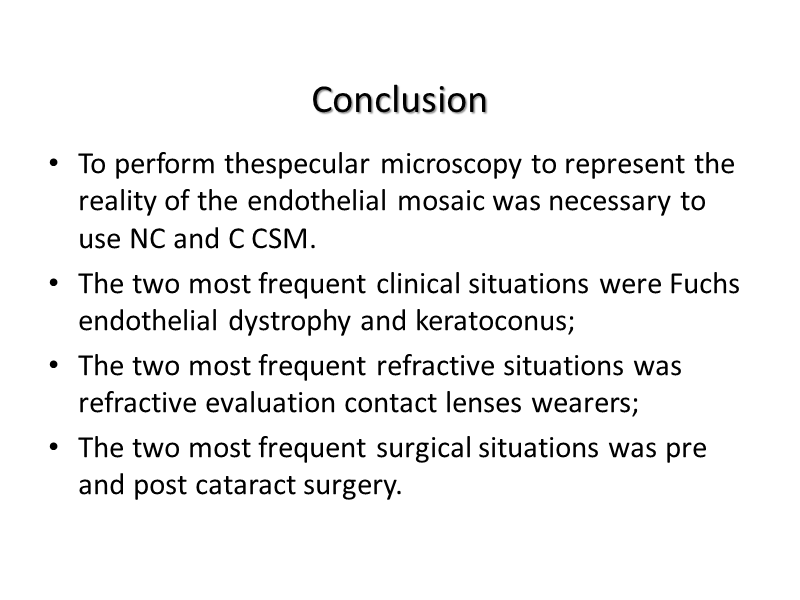 Conclusion
• To perform thespecular microscopy to represent the
reality of the endothelial mosaic was necessary to
use NC and C CSM.
• The two most frequent clinical situations were Fuchs
endothelial dystrophy and keratoconus;
• The two most frequent refractive situations was
refractive evaluation contact lenses wearers;
• The two most frequent surgical situations was pre
and post cataract surgery.